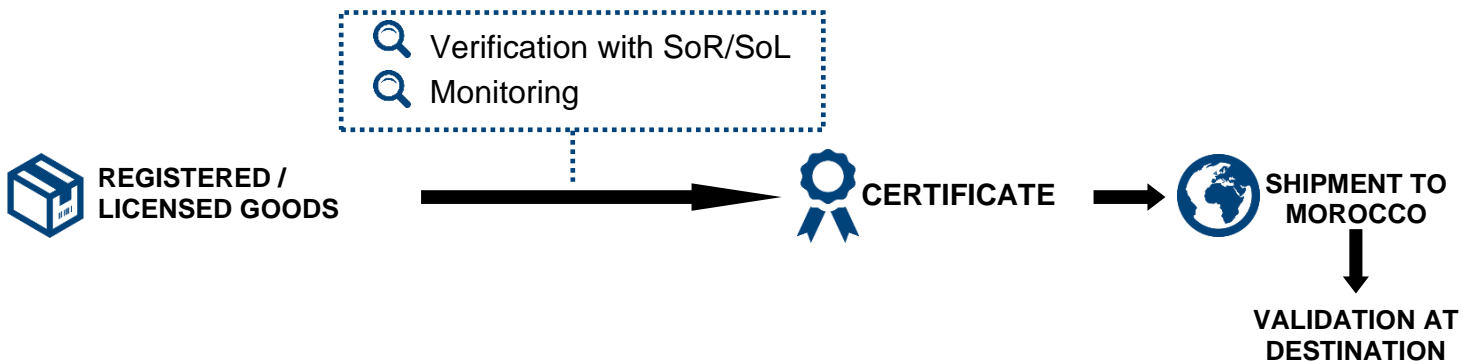 Verification with SoR/SoL
Monitoring
REGISTERED /
LICENSED GOODS
CERTIFICATE
SHIPMENT TO
MOROCCO
VALIDATION AT
DESTINATION